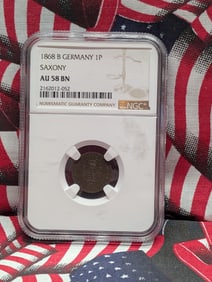 1868 B GERMANY 1P
SAXONY
AU 58 BN
2162012-052
NUMISMATIC GUARANTY COMPANY
NGC